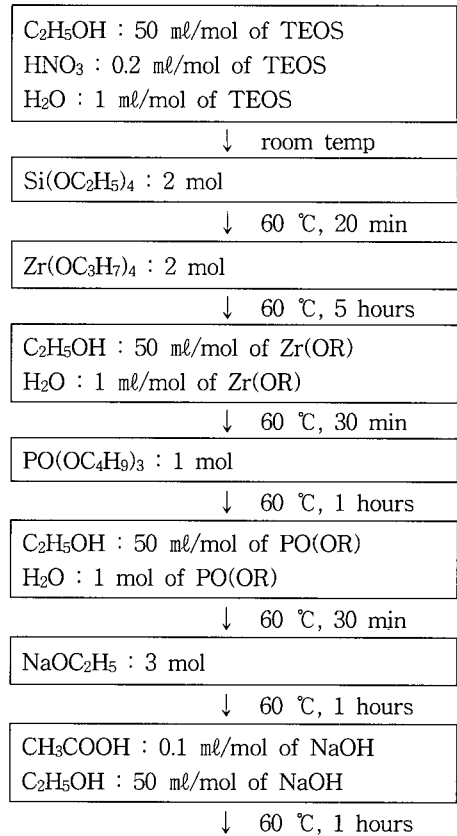 C₂H₅OH : 50 ㎖/mol of TEOS
HNO₃ : 0.2 ㎖/mol of TEOS
H₂O : 1 ㎖/mol of TEOS
↓ room temp
Si(OC₂H₅)₄ : 2 mol
↓ 60 ℃, 20 min
Zr(OC₃H₇)₄ : 2 mol
↓ 60 ℃, 5 hours
C₂H₅OH : 50 ㎖/mol of Zr(OR)
H₂O : 1 ㎖/mol of Zr(OR)
↓ 60 ℃, 30 min
PO(OC₄H₉)₃ : 1 mol
↓ 60 ℃, 1 hours
C₂H₅OH : 50 ㎖/mol of PO(OR)
H₂O : 1 mol of PO(OR)
↓ 60 ℃, 30 min
NaOC₂H₅ : 3 mol
↓ 60 ℃, 1 hours
CH₃COOH : 0.1 ㎖/mol of NaOH
C₂H₅OH : 50 ㎖/mol of NaOH
↓ 60 ℃, 1 hours